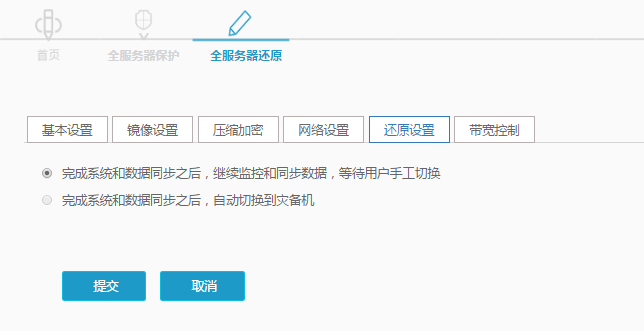 首页 全服务器保护 全服务器还原
基本设置 镜像设置 压缩加密 网络设置 还原设置 带宽控制
完成系统和数据同步之后，继续监控和同步数据，等待用户手工切换
完成系统和数据同步之后，自动切换到灾备机
提交 取消